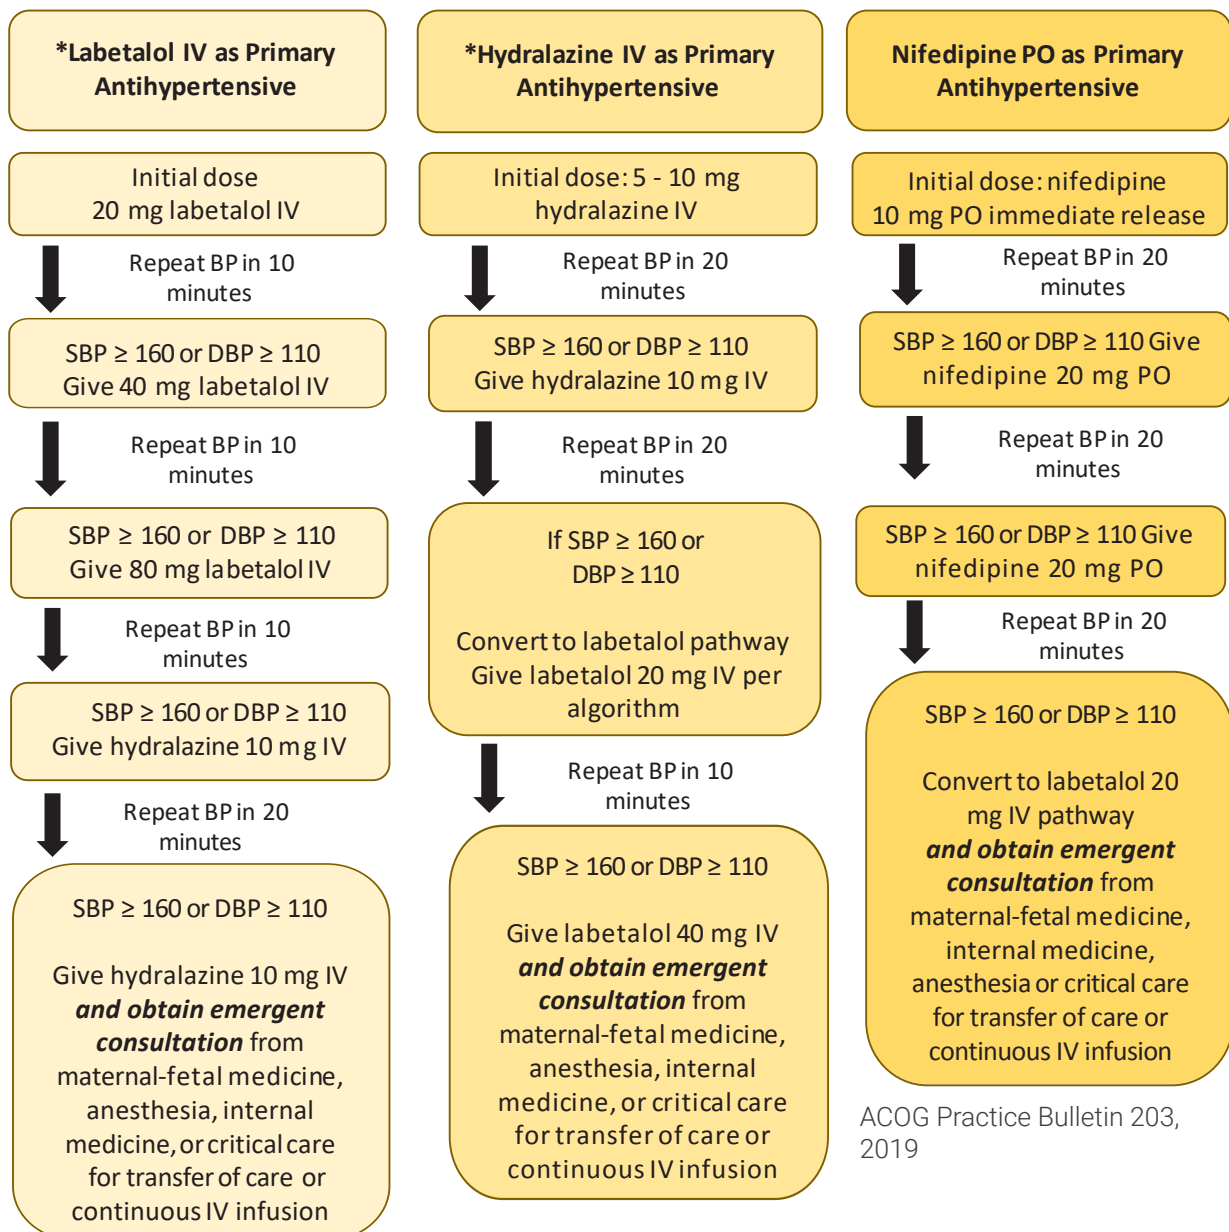 *Labetalol IV as Primary
Antihypertensive
Initial dose
20 mg labetalol IV
Repeat BP in 10
minutes
SBP ≥ 160 or DBP ≥ 110
Give 40 mg labetalol IV
Repeat BP in 10
minutes
SBP ≥ 160 or DBP ≥ 110
Give 80 mg labetalol IV
Repeat BP in 10
minutes
SBP ≥ 160 or DBP ≥ 110
Give hydralazine 10 mg IV
Repeat BP in 20
minutes
SBP ≥ 160 or DBP ≥ 110
Give hydralazine 10 mg IV
and obtain emergent
consultation from
maternal-fetal medicine,
anesthesia, internal
medicine, or critical care
for transfer of care or
continuous IV infusion
*Hydralazine IV as Primary
Antihypertensive
Initial dose: 5 - 10 mg
hydralazine IV
Repeat BP in 20
minutes
SBP ≥ 160 or DBP ≥ 110
Give hydralazine 10 mg IV
Repeat BP in 20
minutes
If SBP ≥ 160 or
DBP ≥ 110
Convert to labetalol pathway
Give labetalol 20 mg IV per
algorithm
Repeat BP in 10
minutes
SBP ≥ 160 or DBP ≥ 110
Give labetalol 40 mg IV
and obtain emergent
consultation from
maternal-fetal medicine,
anesthesia, internal
medicine, or critical care
for transfer of care or
continuous IV infusion
Nifedipine PO as Primary
Antihypertensive
Initial dose: nifedipine
10 mg PO immediate release
Repeat BP in 20
minutes
SBP ≥ 160 or DBP ≥ 110 Give
nifedipine 20 mg PO
Repeat BP in 20
minutes
SBP ≥ 160 or DBP ≥ 110 Give
nifedipine 20 mg PO
Repeat BP in 20
minutes
SBP ≥ 160 or DBP ≥ 110
Convert to labetalol 20
mg IV pathway
and obtain emergent
consultation from
maternal-fetal medicine,
internal medicine,
anesthesia or critical care
for transfer of care or
continuous IV infusion
ACOG Practice Bulletin 203,
2019